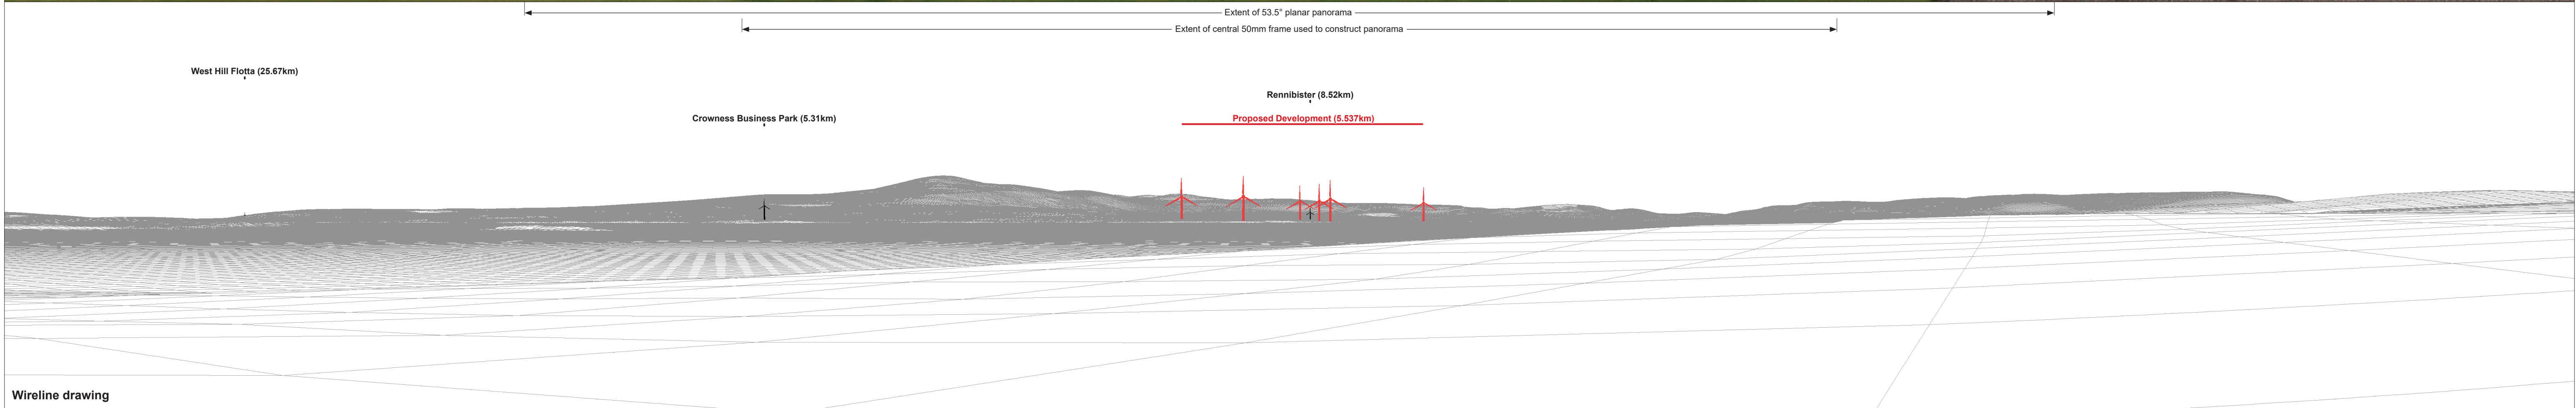 Extent of 53.5° planar panorama
Extent of central 50mm frame used to construct panorama
West Hill Flotta (25.67km)
Rennibister (8.52km)
Crowness Business Park (5.31km)
Proposed Development (5.537km)
Wireline drawing